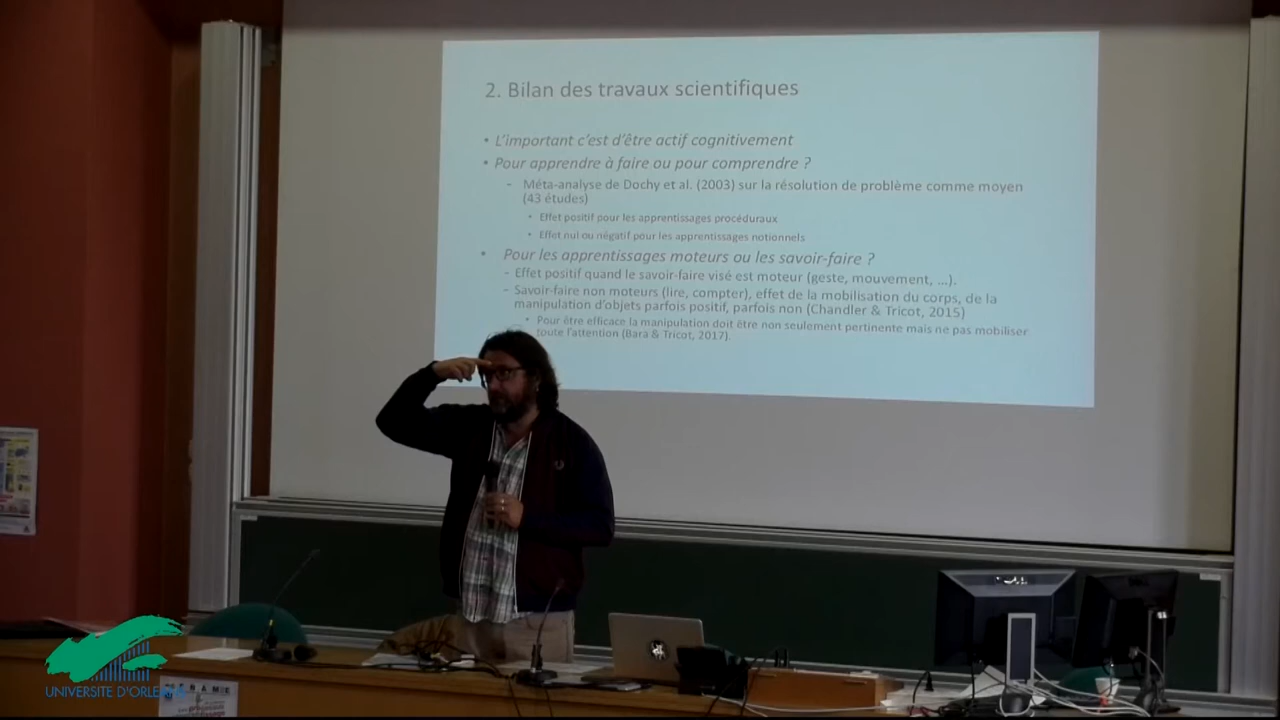 2. Bilan des travaux scientifiques
• L'important c'est d'être actif cognitivement
• Pour apprendre à faire ou pour comprendre ?
- Méta-analyse de Dochy et al. (2003) sur la résolution de problème comme moyen
(43 études)
• Effet positif pour les apprentissages procéduraux
• Effet nul ou négatif pour les apprentissages notionnels
• Pour les apprentissages moteurs ou les savoir-faire ?
- Effet positif quand le savoir-faire visé est moteur (geste, mouvement, ...).
- Savoir-faire non moteurs (lire, compter), effet de la mobilisation du corps, de la
manipulation d'objets parfois positif, parfois non (Chandler & Tricot, 2015)
• Pour être efficace la manipulation doit être non seulement pertinente mais ne pas mobiliser
toute l'attention (Bara & Tricot, 2017).
UNIVERSITE D'ORLEANS